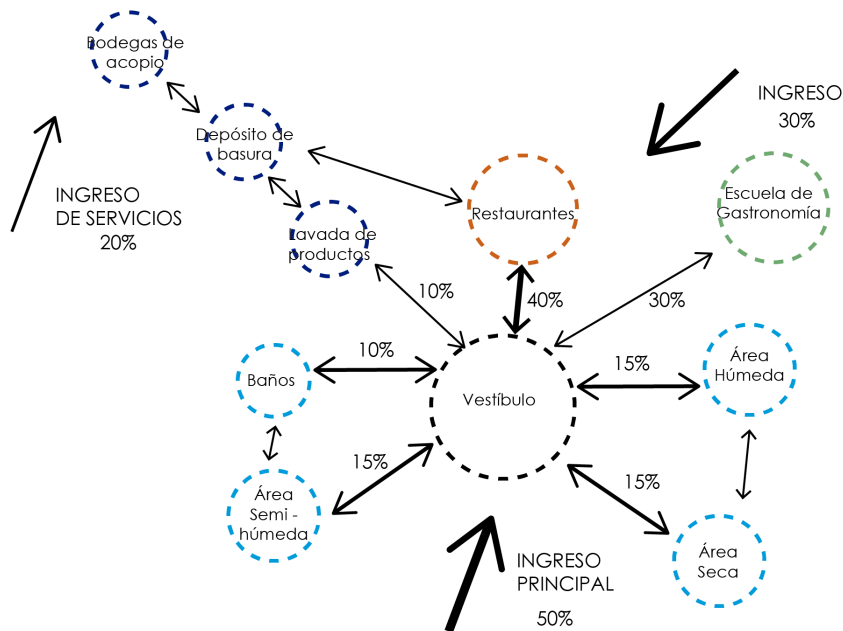 Bodegas de
acopio
INGRESO
30%
Depósito de
basura
INGRESO
DE SERVICIOS
20%
Restaurantes
Escuela de
Gastronomía
Lavada de
productos
10%
40%
30%
10%
15%
Área
Húmeda
Baños
Vestíbulo
15%
15%
Área
Semi -
húmeda
Área
Seca
INGRESO
PRINCIPAL
50%